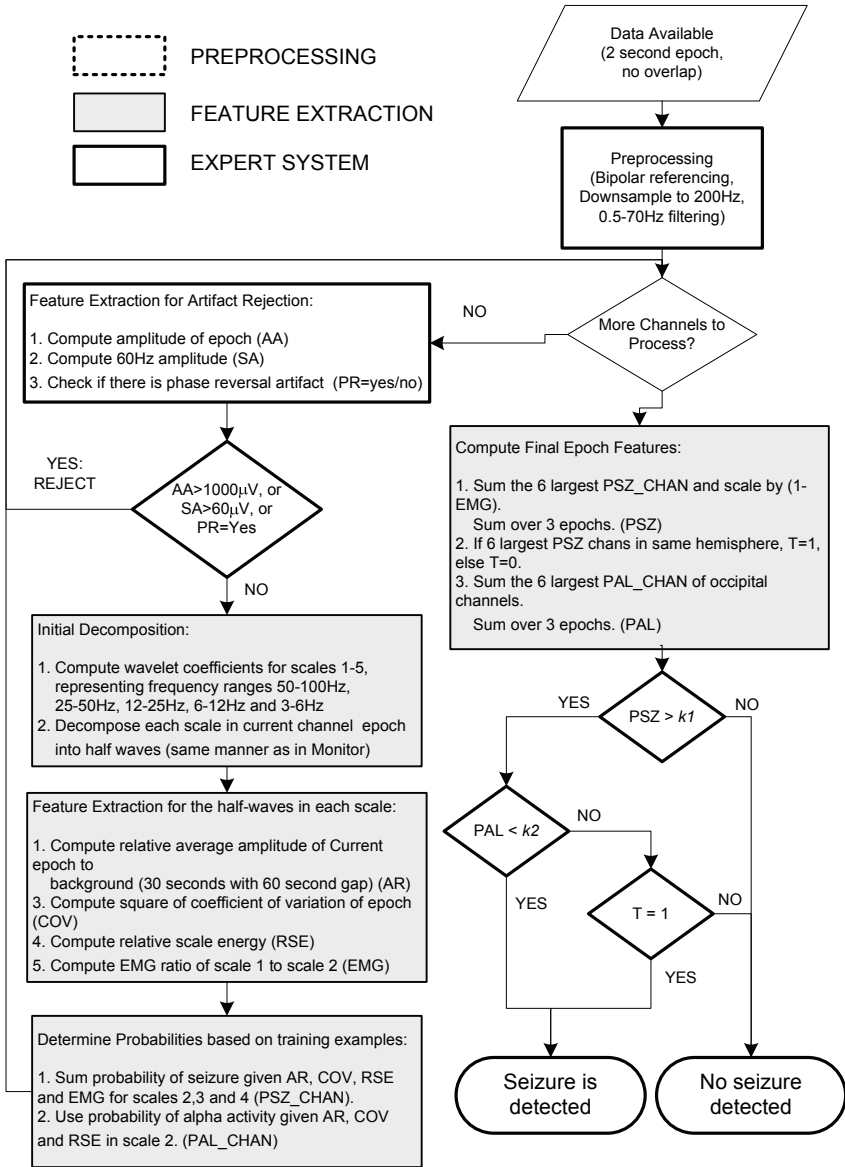 PREPROCESSING
FEATURE EXTRACTION
EXPERT SYSTEM
Data Available
(2 second epoch,
no overlap)
Preprocessing
(Bipolar referencing,
Downsample to 200Hz,
0.5-70Hz filtering)
More Channels to
Process?
NO
Feature Extraction for Artifact Rejection:
1. Compute amplitude of epoch (AA)
2. Compute 60Hz amplitude (SA)
3. Check if there is phase reversal artifact (PR=yes/no)
YES:
REJECT
AA>1000µV, or
SA>60µV, or
PR=Yes
NO
Initial Decomposition:
1. Compute wavelet coefficients for scales 1-5,
representing frequency ranges 50-100Hz,
25-50Hz, 12-25Hz, 6-12Hz and 3-6Hz
2. Decompose each scale in current channel epoch
into half waves (same manner as in Monitor)
Feature Extraction for the half-waves in each scale:
1. Compute relative average amplitude of Current
epoch to
background (30 seconds with 60 second gap) (AR)
3. Compute square of coefficient of variation of epoch
(COV)
4. Compute relative scale energy (RSE)
5. Compute EMG ratio of scale 1 to scale 2 (EMG)
Determine Probabilities based on training examples:
1. Sum probability of seizure given AR, COV, RSE
and EMG for scales 2,3 and 4 (PSZ_CHAN).
2. Use probability of alpha activity given AR, COV
and RSE in scale 2. (PAL_CHAN)
Compute Final Epoch Features:
1. Sum the 6 largest PSZ_CHAN and scale by (1-
EMG).
Sum over 3 epochs. (PSZ)
2. If 6 largest PSZ chans in same hemisphere, T=1,
else T=0.
3. Sum the 6 largest PAL_CHAN of occipital
channels.
Sum over 3 epochs. (PAL)
YES
PSZ > k1
NO
PAL < k2
NO
YES
T = 1
NO
YES
Seizure is
detected
No seizure
detected